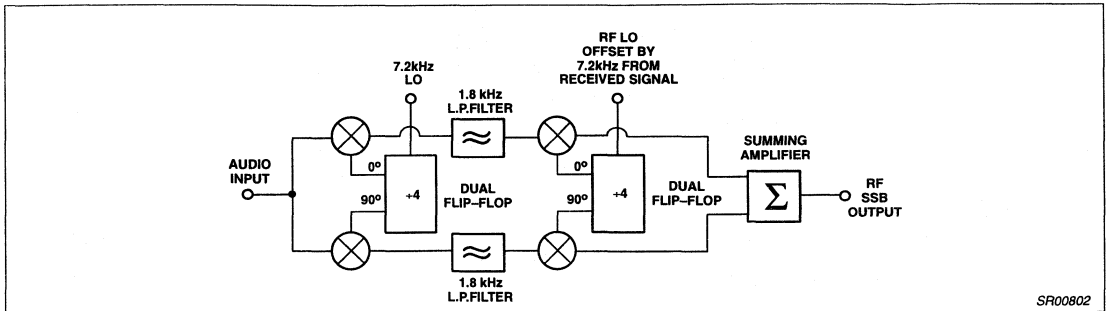 RF LO
OFFSET BY
7.2kHz FROM
RECEIVED SIGNAL
7.2kHz
LO
1.8 kHz
L.P.FILTER
AUDIO
INPUT
0°
90°
÷4
DUAL
FLIP–FLOP
0°
90°
÷4
DUAL
FLIP–FLOP
SUMMING
AMPLIFIER
Σ
RF
SSB
OUTPUT
1.8 kHz
L.P.FILTER
SR00802